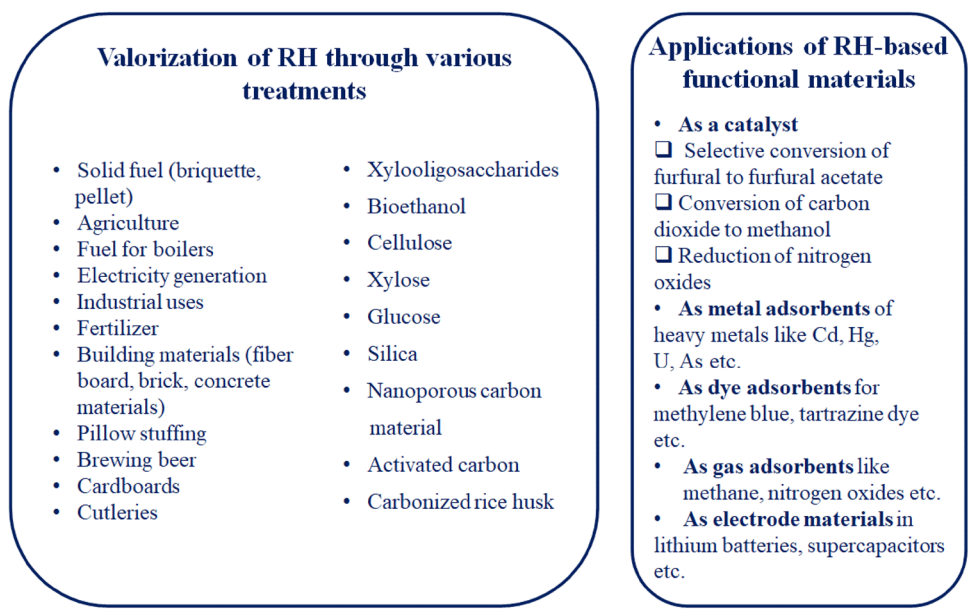 Valorization of RH through various
treatments
• Solid fuel (briquette,
pellet)
• Agriculture
• Fuel for boilers
• Electricity generation
• Industrial uses
• Fertilizer
• Building materials (fiber
board, brick, concrete
materials)
• Pillow stuffing
• Brewing beer
• Cardboards
• Cutleries
• Xylooligosaccharides
• Bioethanol
• Cellulose
• Xylose
• Glucose
• Silica
• Nanoporous carbon
material
• Activated carbon
• Carbonized rice husk
Applications of RH-based
functional materials
• As a catalyst
❑ Selective conversion of
furfural to furfural acetate
❑ Conversion of carbon
dioxide to methanol
❑ Reduction of nitrogen
oxides
• As metal adsorbents of
heavy metals like Cd, Hg,
U, As etc.
• As dye adsorbents for
methylene blue, tartrazine dye
etc.
• As gas adsorbents like
methane, nitrogen oxides etc.
• As electrode materials in
lithium batteries, supercapacitors
etc.